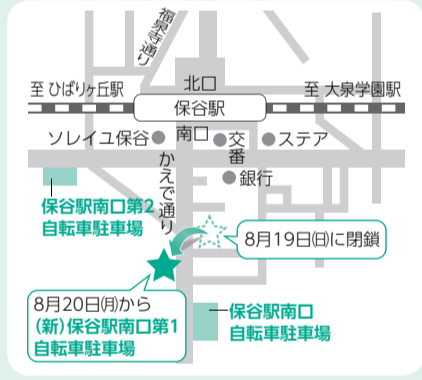 福泉寺通り
北口
至 ひばりヶ丘駅
至 大泉学園駅
保谷駅
ソレイユ保谷
南口
交番
ステア
かえで通り
銀行
保谷駅南口第2
自転車駐車場
8月19日㈰に閉鎖
8月20日㈪から
(新)保谷駅南口第1
自転車駐車場
保谷駅南口
自転車駐車場